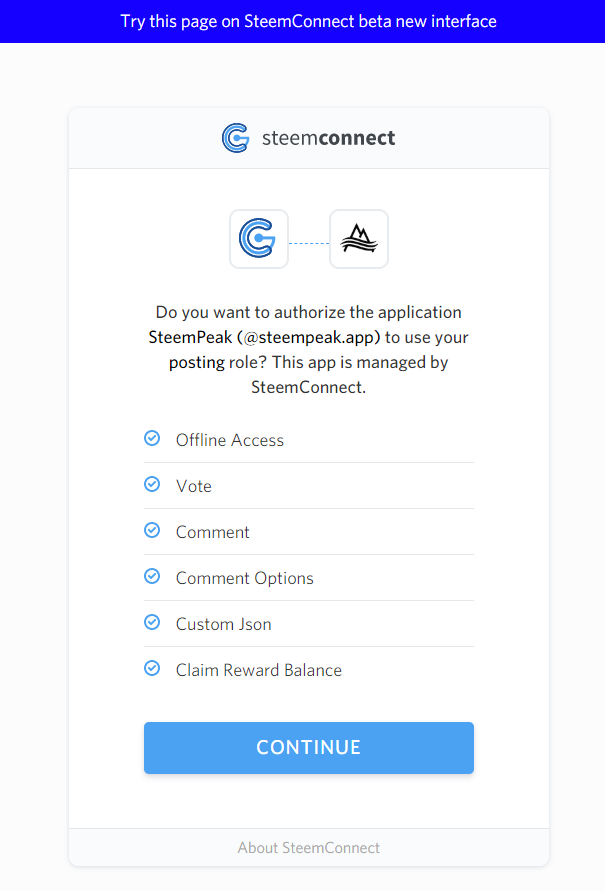 Try this page on SteemConnect beta new interface
steemconnect
Do you want to authorize the application
SteemPeak (@steempeak.app) to use your
posting role? This app is managed by
SteemConnect.
Offline Access
Vote
Comment
Comment Options
Custom Json
Claim Reward Balance
CONTINUE
About SteemConnect